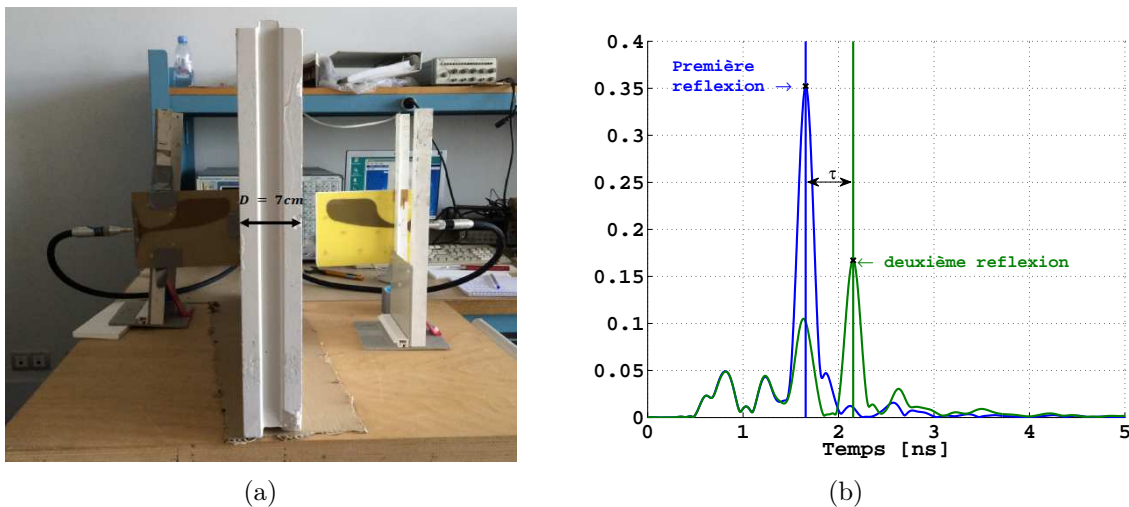 D = 7cm
(a)
0.4
0.35
0.3
0.25
0.2
0.15
0.1
0.05
0
Première
reflexion →
τ
← deuxième reflexion
0 1 2 3 4 5
Temps [ns]
(b)